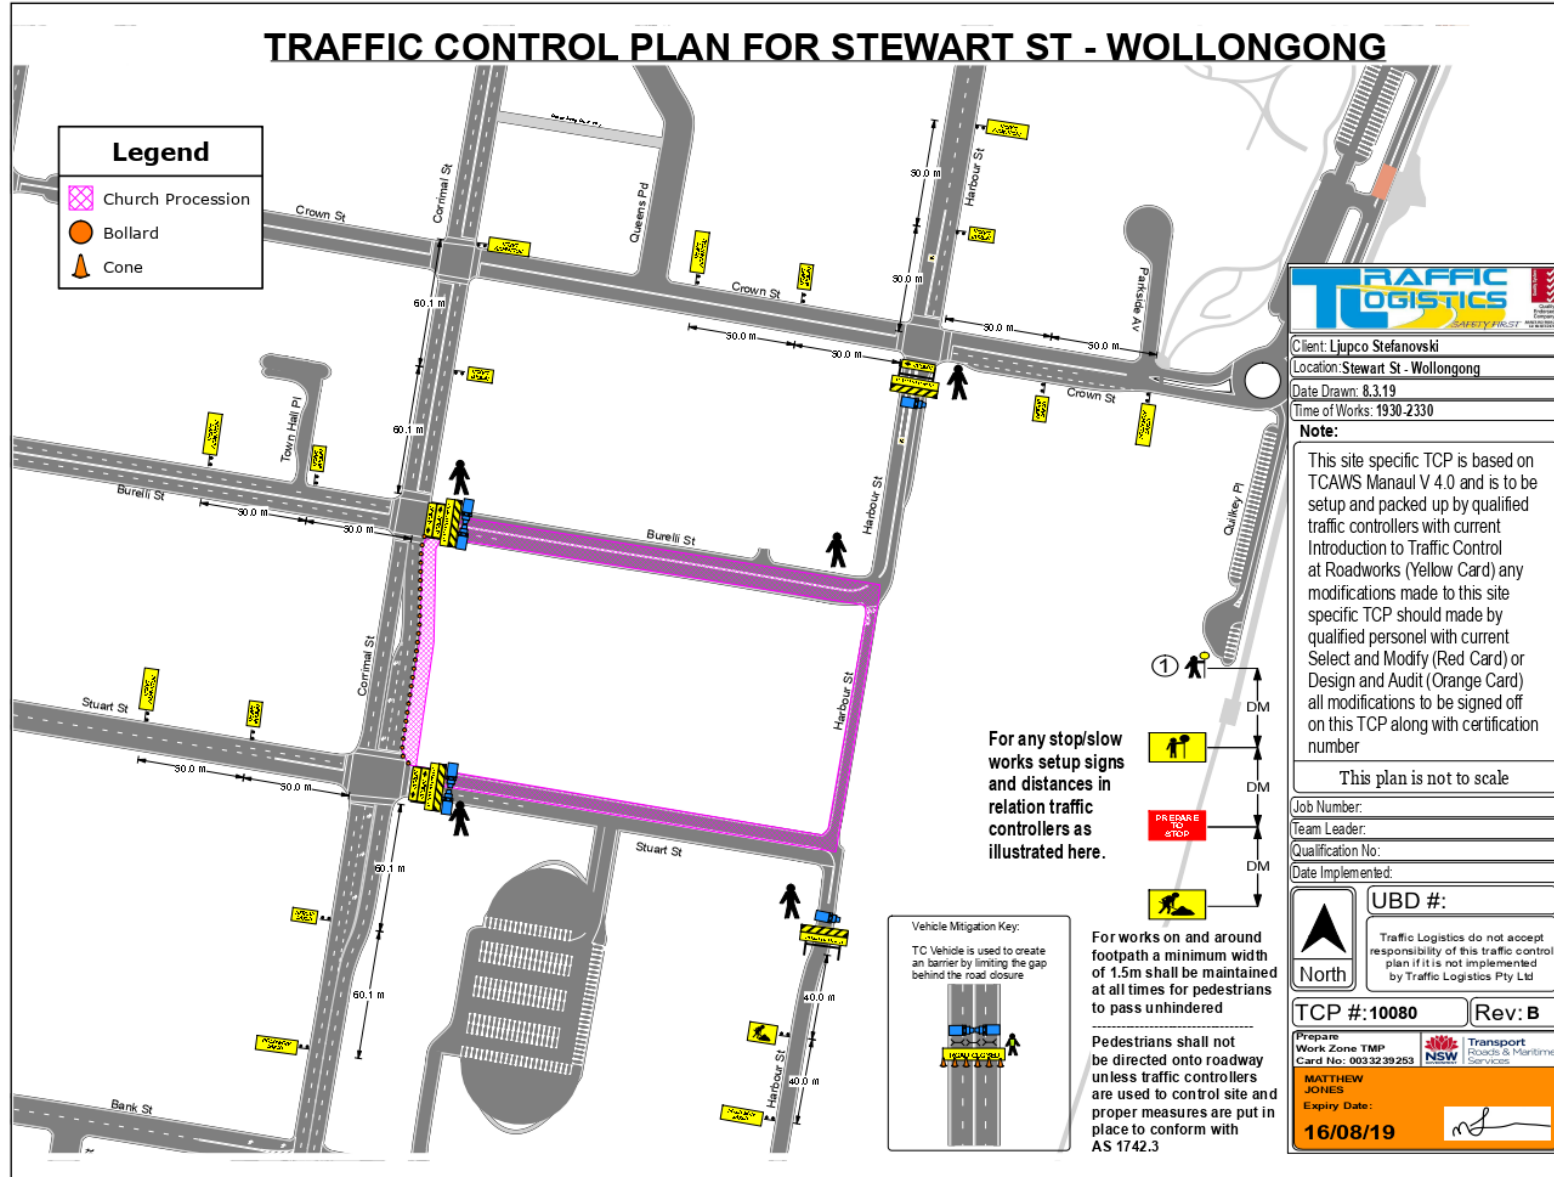 TRAFFIC CONTROL PLAN FOR STEWART ST - WOLLONGONG
Legend
Church Procession
Bollard
Cone
Crown St
Corrimal St
Queens Pd
Harbour St
30.0 m
30.0 m
Crown St
60.1 m
30.0 m
30.0 m
30.0 m
30.0 m
Parkside Av
Crown St
Town Hall Pl
60.1 m
Burelli St
30.0 m
30.0 m
Burelli St
Harbour St
Quilkey Pl
Corrimal St
Harbour St
Stuart St
30.0 m
30.0 m
Stuart St
60.1 m
60.1 m
40.0 m
40.0 m
Harbour St
Bank St
1
DM
DM
DM
PREPARE
TO
STOP
For any stop/slow
works setup signs
and distances in
relation traffic
controllers as
illustrated here.
Vehicle Mitigation Key:
TC Vehicle is used to create
an barrier by limiting the gap
behind the road closure
ROAD CLOSED
For works on and around
footpath a minimum width
of 1.5m shall be maintained
at all times for pedestrians
to pass unhindered
Pedestrians shall not
be directed onto roadway
unless traffic controllers
are used to control site and
proper measures are put in
place to conform with
AS 1742.3
TRAFFIC
LOGISTICS
SAFETY FIRST
Client: Ljupco Stefanovski
Location: Stewart St - Wollongong
Date Drawn: 8.3.19
Time of Works: 1930-2330
Note:
This site specific TCP is based on
TCAWS Manaul V 4.0 and is to be
setup and packed up by qualified
traffic controllers with current
Introduction to Traffic Control
at Roadworks (Yellow Card) any
modifications made to this site
specific TCP should made by
qualified personel with current
Select and Modify (Red Card) or
Design and Audit (Orange Card)
all modifications to be signed off
on this TCP along with certification
number
This plan is not to scale
Job Number:
Team Leader:
Qualification No:
Date Implemented:
North
UBD #:
Traffic Logistics do not accept
responsibility of this traffic control
plan if it is not implemented
by Traffic Logistics Pty Ltd
TCP #: 10080
Rev: B
Prepare
Work Zone TMP
Card No: 0033239253
NSW
Transport
Roads & Maritime
Services
MATTHEW
JONES
Expiry Date:
16/08/19